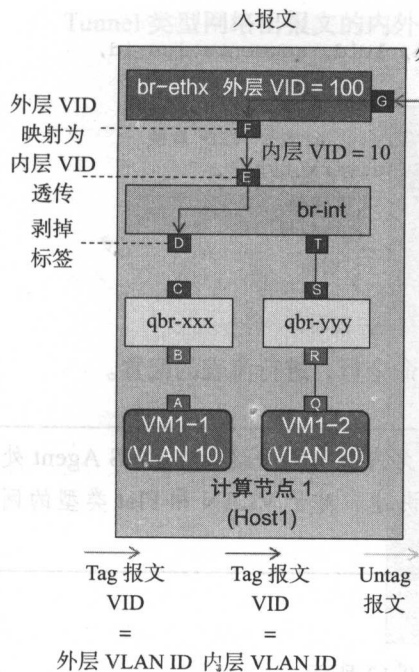 入报文
br-ethx 外层 VID = 100
G
外层 VID
映射为
F
内层 VID = 10
内层 VID
透传
E
br-int
剥掉
标签
D
T
C
S
qbr-xxx
qbr-yyy
B
R
A
Q
VM1-1
(VLAN 10)
VM1-2
(VLAN 20)
计算节点 1
(Host1)
Tag 报文
VID
=
外层 VLAN ID
Tag 报文
VID
=
内层 VLAN ID
Untag
报文